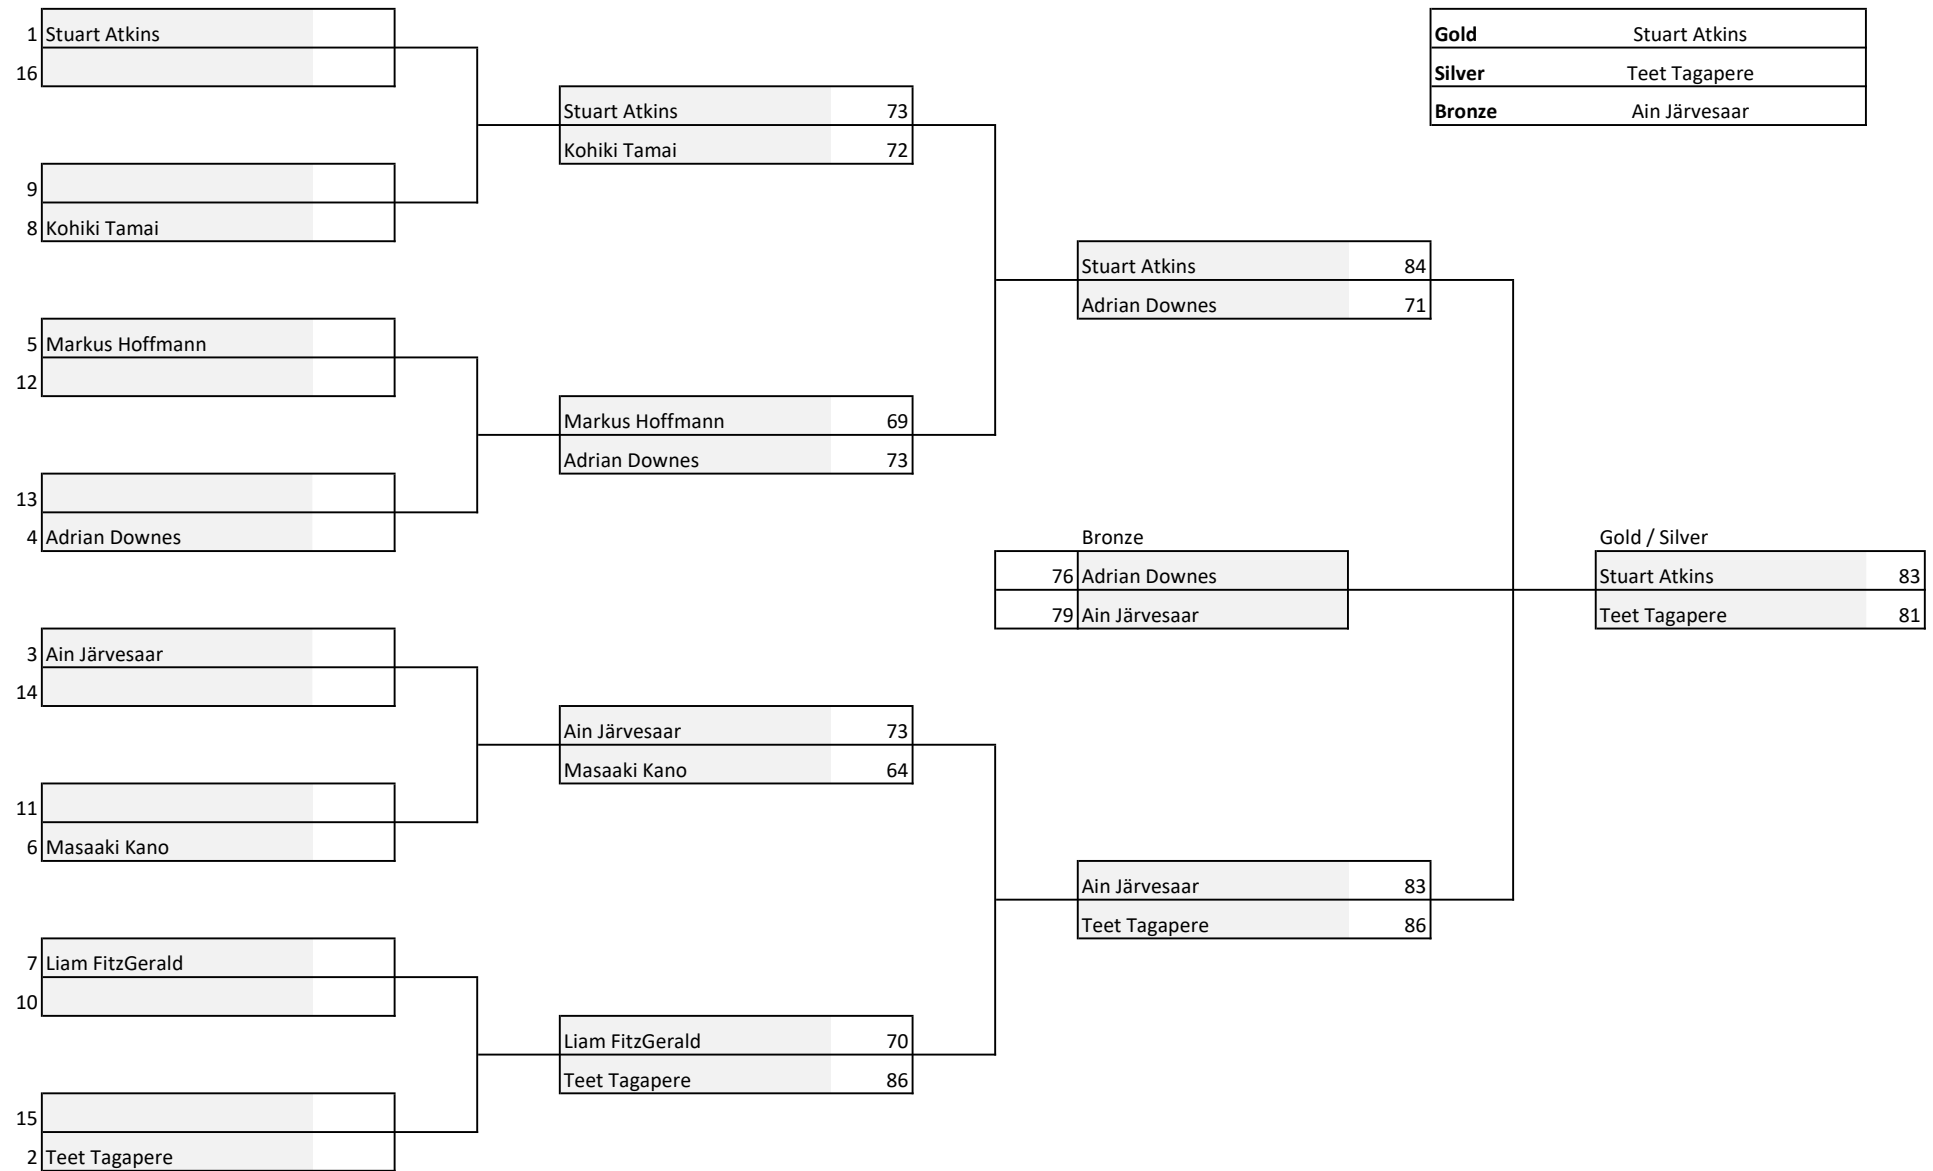 1 Stuart Atkins
16
9
8 Kohiki Tamai
5 Markus Hoffmann
12
13
4 Adrian Downes
3 Ain Järvesaar
14
11
6 Masaaki Kano
7 Liam FitzGerald
10
15
2 Teet Tagapere
Stuart Atkins 73
Kohiki Tamai 72
Markus Hoffmann 69
Adrian Downes 73
Ain Järvesaar 73
Masaaki Kano 64
Liam FitzGerald 70
Teet Tagapere 86
Stuart Atkins 84
Adrian Downes 71
Bronze
76 Adrian Downes
79 Ain Järvesaar
Ain Järvesaar 83
Teet Tagapere 86
Gold / Silver
Stuart Atkins 83
Teet Tagapere 81
Gold Stuart Atkins
Silver Teet Tagapere
Bronze Ain Järvesaar